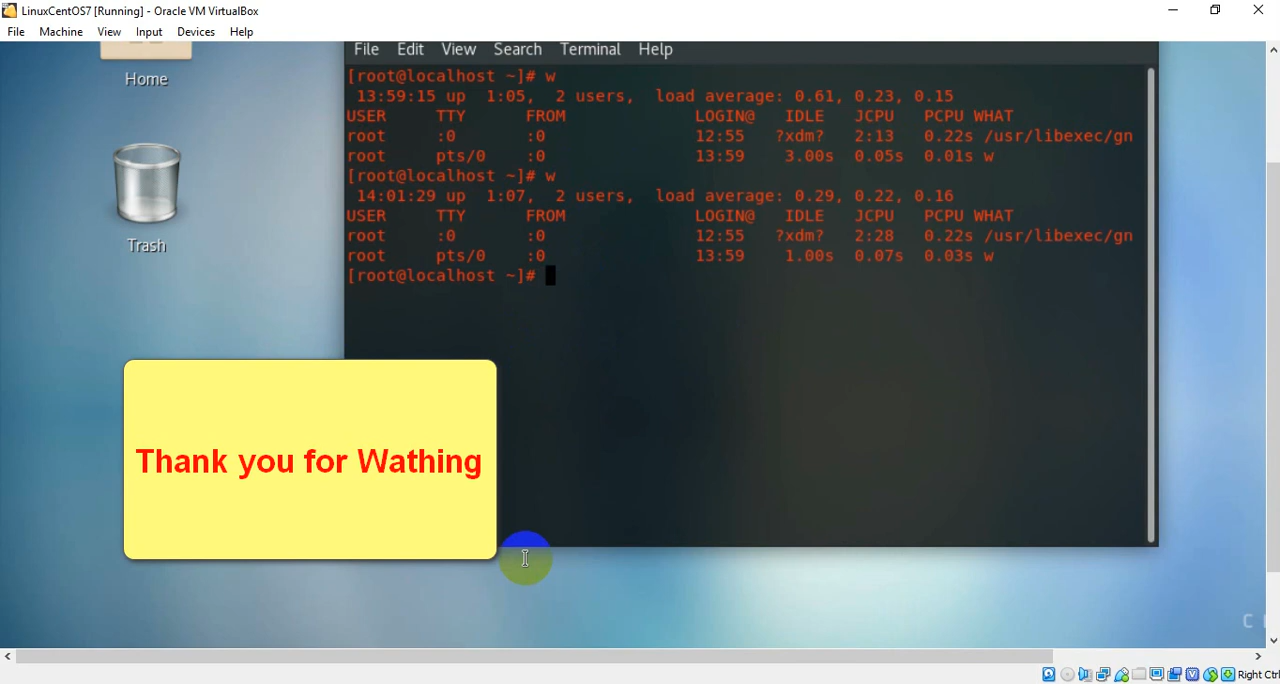 LinuxCentOS7 [Running] - Oracle VM VirtualBox
File Machine View Input Devices Help
File Edit View Search Terminal Help
Home
Trash
[root@localhost ~]# w
13:59:15 up 1:05, 2 users, load average: 0.61, 0.23, 0.15
USER TTY FROM LOGIN@ IDLE JCPU PCPU WHAT
root :0 :0 12:55 ?xdm? 2:13 0.22s /usr/libexec/gn
root pts/0 :0 13:59 3.00s 0.05s 0.01s w
[root@localhost ~]# w
14:01:29 up 1:07, 2 users, load average: 0.29, 0.22, 0.16
USER TTY FROM LOGIN@ IDLE JCPU PCPU WHAT
root :0 :0 12:55 ?xdm? 2:28 0.22s /usr/libexec/gn
root pts/0 :0 13:59 1.00s 0.07s 0.03s w
[root@localhost ~]#
Thank you for Wathing
C
Right Ctrl